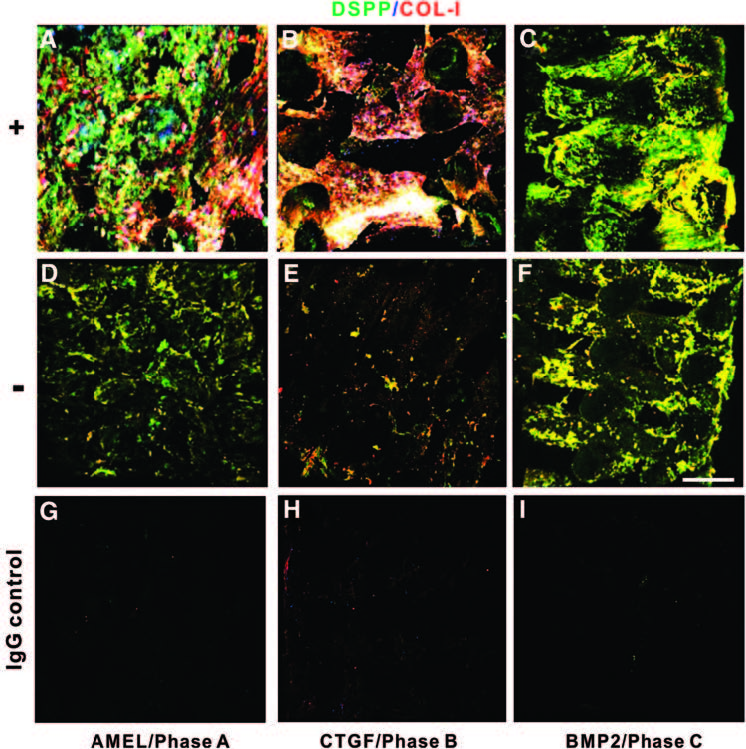 DSPP/COL-I
A
B
C
+
D
E
F
-
G
H
I
IgG control
AMEL/Phase A
CTGF/Phase B
BMP2/Phase C